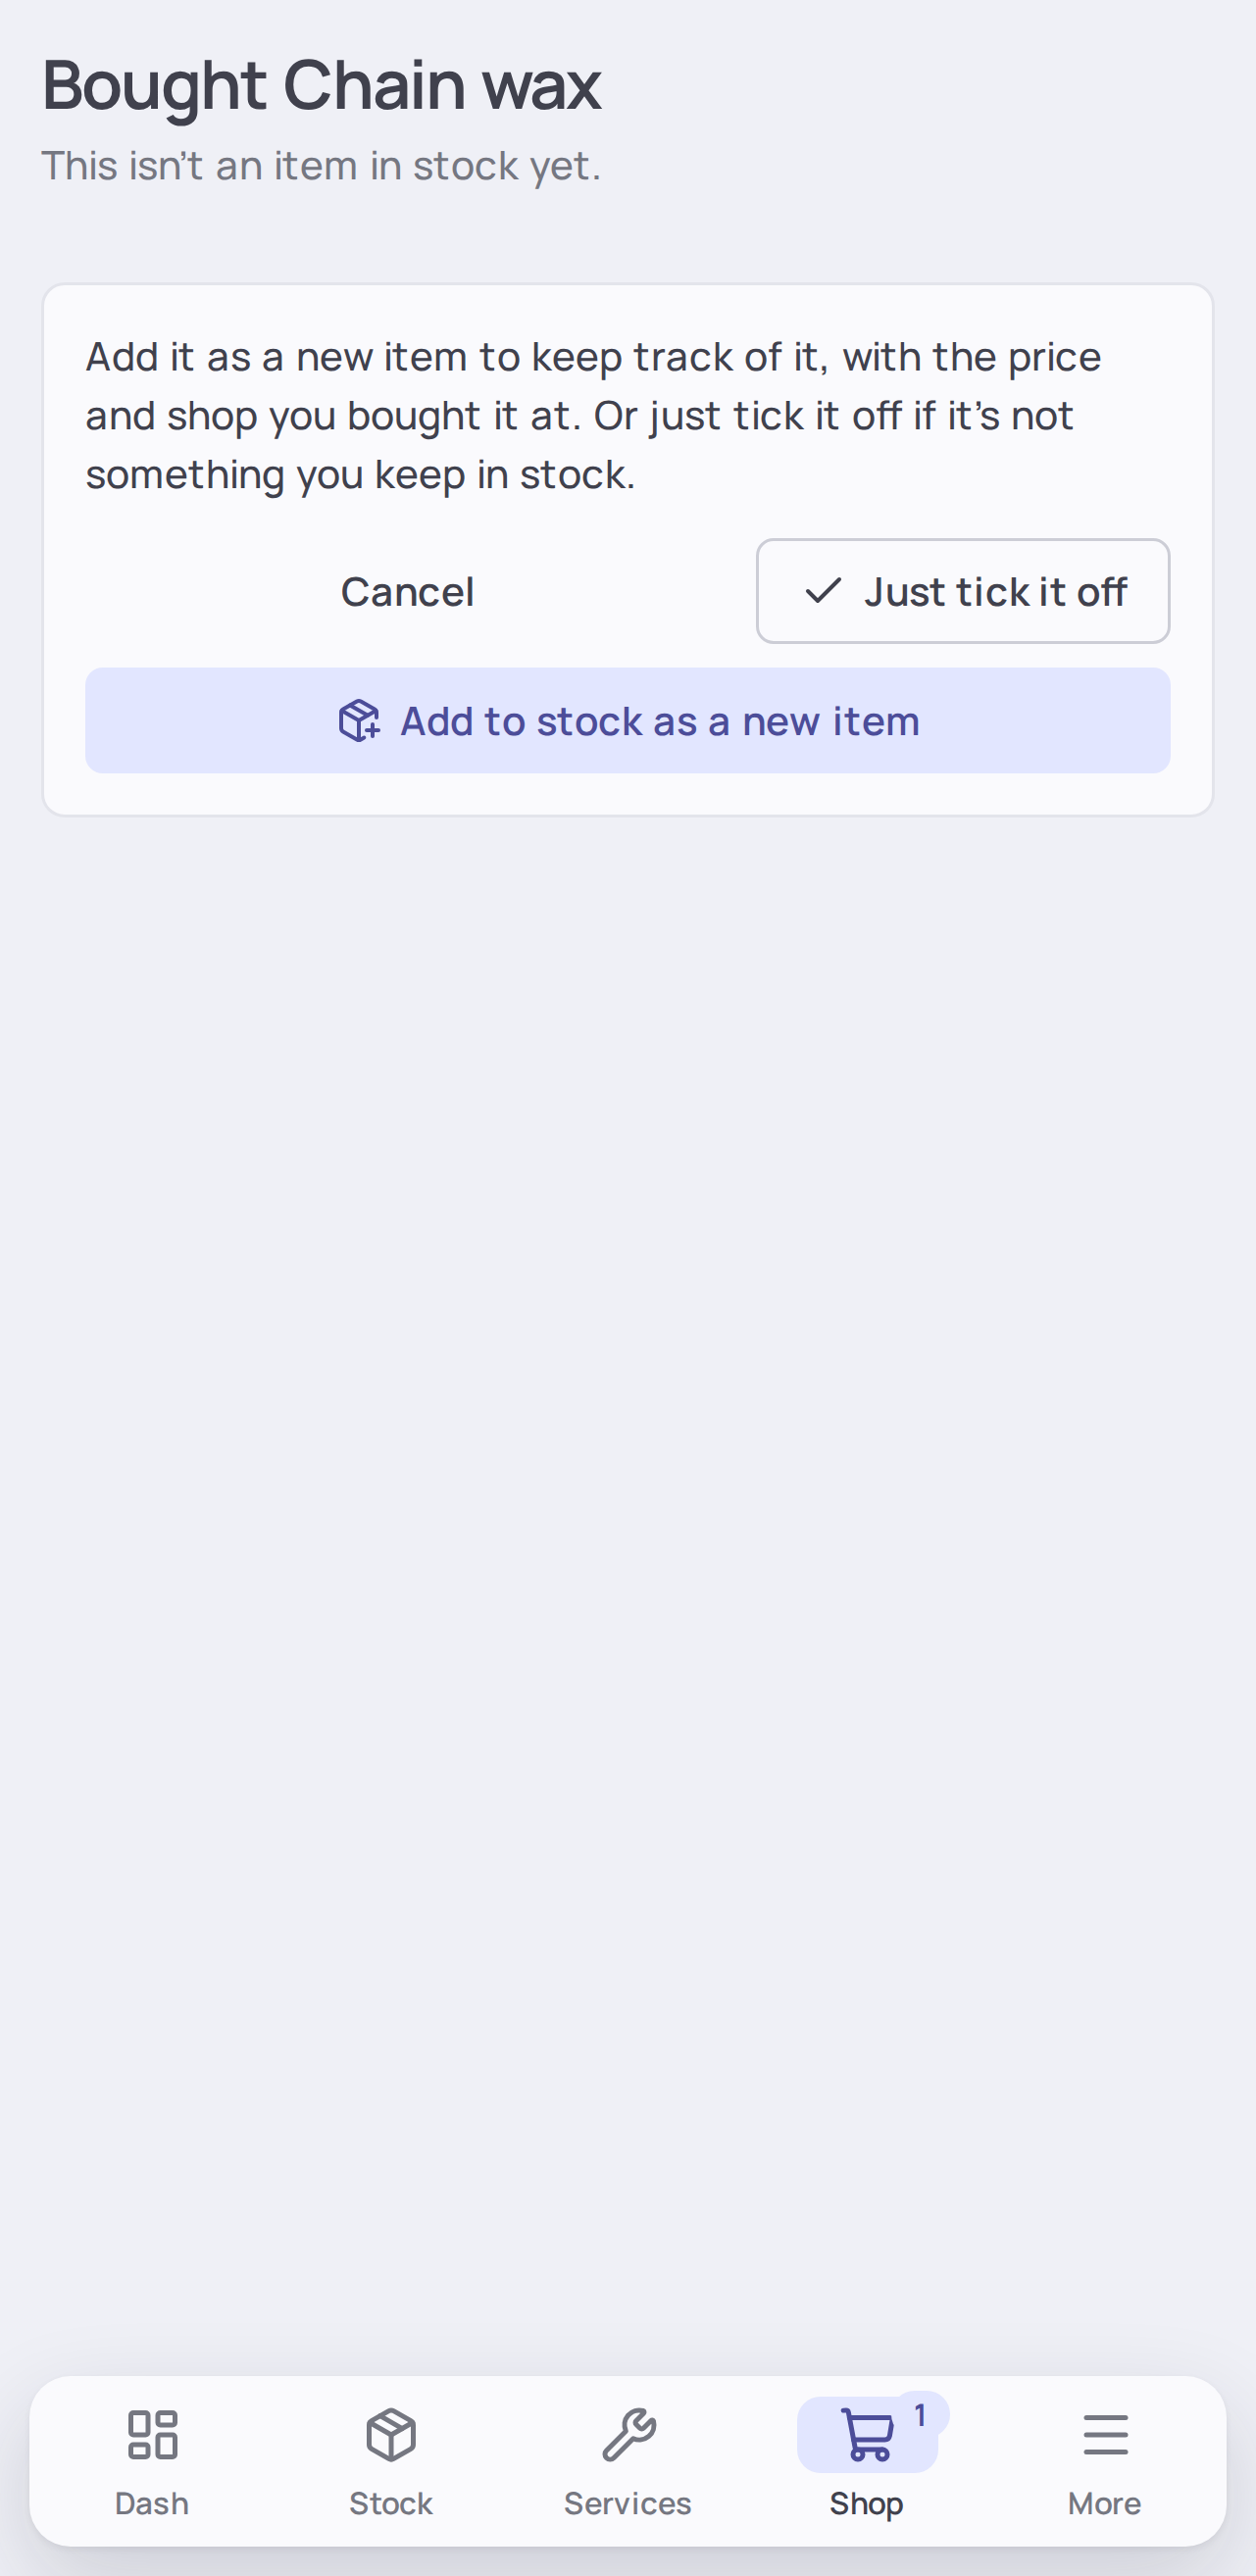 Bought Chain wax
This isn’t an item in stock yet.
Add it as a new item to keep track of it, with the price
and shop you bought it at. Or just tick it off if it’s not
something you keep in stock.
Cancel
Just tick it off
Add to stock as a new item
1
Dash
Stock
Services
Shop
More